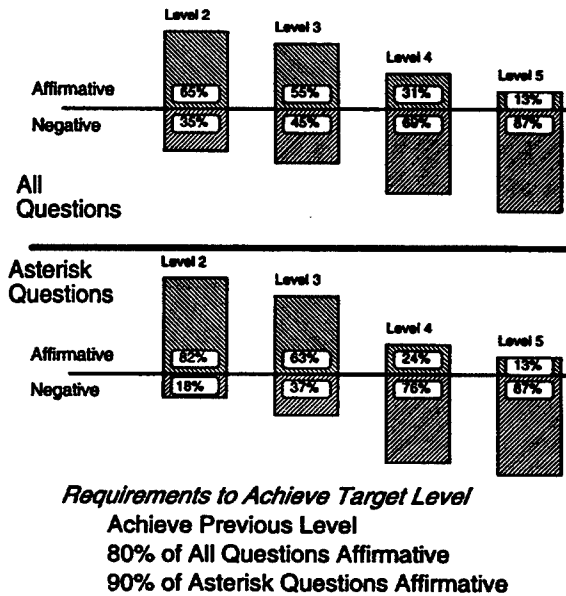 Level 2 Level 3 Level 4 Level 5
Affirmative 65% 55% 31% 13%
Negative 35% 45% 69% 87%
All
Questions
Asterisk
Questions
Level 2 Level 3 Level 4 Level 5
Affirmative 82% 63% 24% 13%
Negative 18% 37% 76% 87%
Requirements to Achieve Target Level
Achieve Previous Level
80% of All Questions Affirmative
90% of Asterisk Questions Affirmative